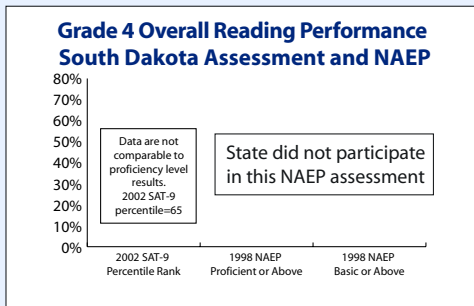 Grade 4 Overall Reading Performance
South Dakota Assessment and NAEP
80%
70%
60%
50%
40%
30%
20%
10%
0%
Data are not
comparable to
proficiency level
results.
2002 SAT-9
percentile=65
State did not participate
in this NAEP assessment
2002 SAT-9
Percentile Rank
1998 NAEP
Proficient or Above
1998 NAEP
Basic or Above